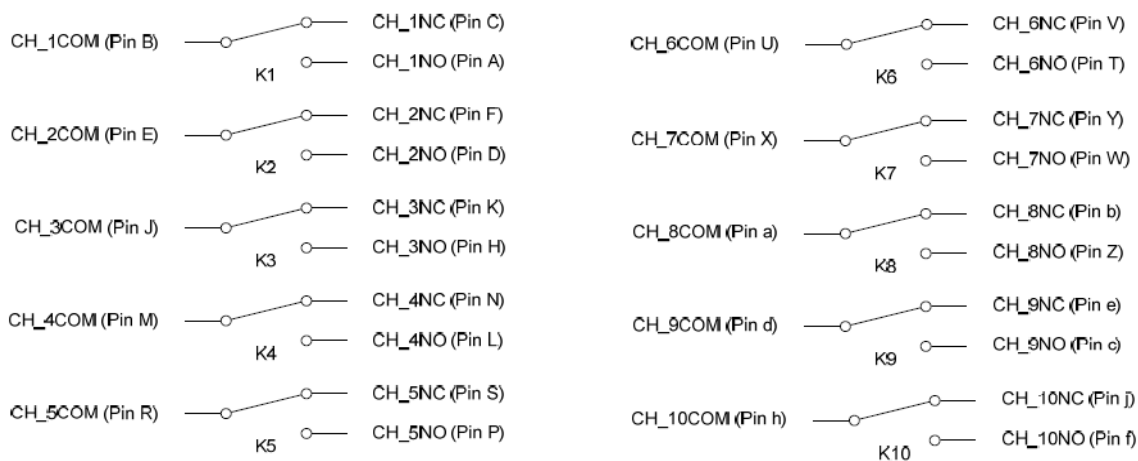 CH_1COM (Pin B)
CH_1NC (Pin C)
K1
CH_1NO (Pin A)
CH_2COM (Pin E)
CH_2NC (Pin F)
K2
CH_2NO (Pin D)
CH_3COM (Pin J)
CH_3NC (Pin K)
K3
CH_3NO (Pin H)
CH_4COM (Pin M)
CH_4NC (Pin N)
K4
CH_4NO (Pin L)
CH_5COM (Pin R)
CH_5NC (Pin S)
K5
CH_5NO (Pin P)
CH_6COM (Pin U)
CH_6NC (Pin V)
K6
CH_6NO (Pin T)
CH_7COM (Pin X)
CH_7NC (Pin Y)
K7
CH_7NO (Pin W)
CH_8COM (Pin a)
CH_8NC (Pin b)
K8
CH_8NO (Pin Z)
CH_9COM (Pin d)
CH_9NC (Pin e)
K9
CH_9NO (Pin c)
CH_10COM (Pin h)
CH_10NC (Pin j)
K10
CH_10NO (Pin f)